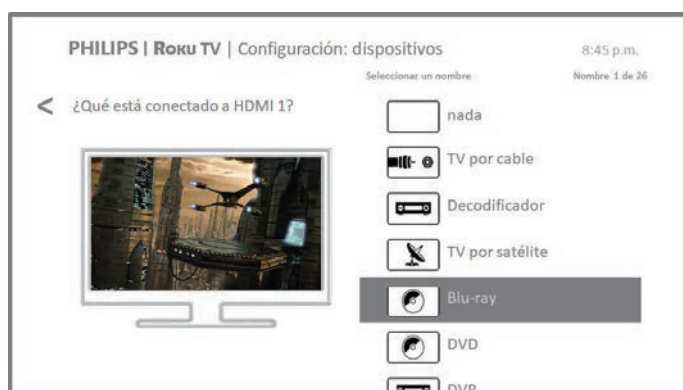 PHILIPS | ROKU TV | Configuración: dispositivos
8:45 p.m.
Seleccionar un nombre
Nombre 1 de 26
< ¿Qué está conectado a HDMI 1?
nada
TV por cable
Decodificador
TV por satélite
Blu-ray
DVD
DVR